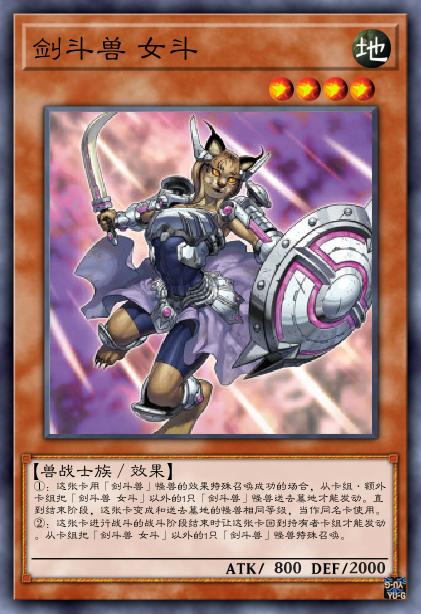 剑斗兽 女斗
地
【兽战士族／效果】
①：这张卡用「剑斗兽」怪兽的效果特殊召唤成功的场合，从卡组・额外
卡组把「剑斗兽 女斗」以外的1只「剑斗兽」怪兽送去墓地才能发动。直
到结束阶段，这张卡变成和送去墓地的怪兽相同等级，当作同名卡使用。
②：这张卡进行战斗的战斗阶段结束时让这张卡回到持有者卡组才能发动
。从卡组把「剑斗兽 女斗」以外的1只「剑斗兽」怪兽特殊召唤。
ATK/ 800 DEF/2000